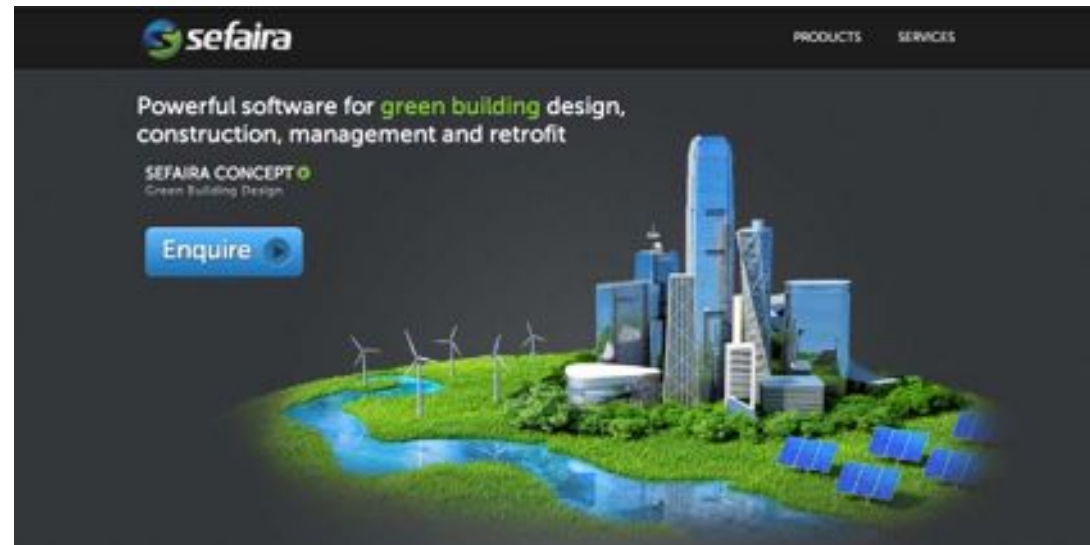 sefaira
PRODUCTS SERVICES
Powerful software for green building design,
construction, management and retrofit
SEFAIRA CONCEPT
Green Building Design
Enquire